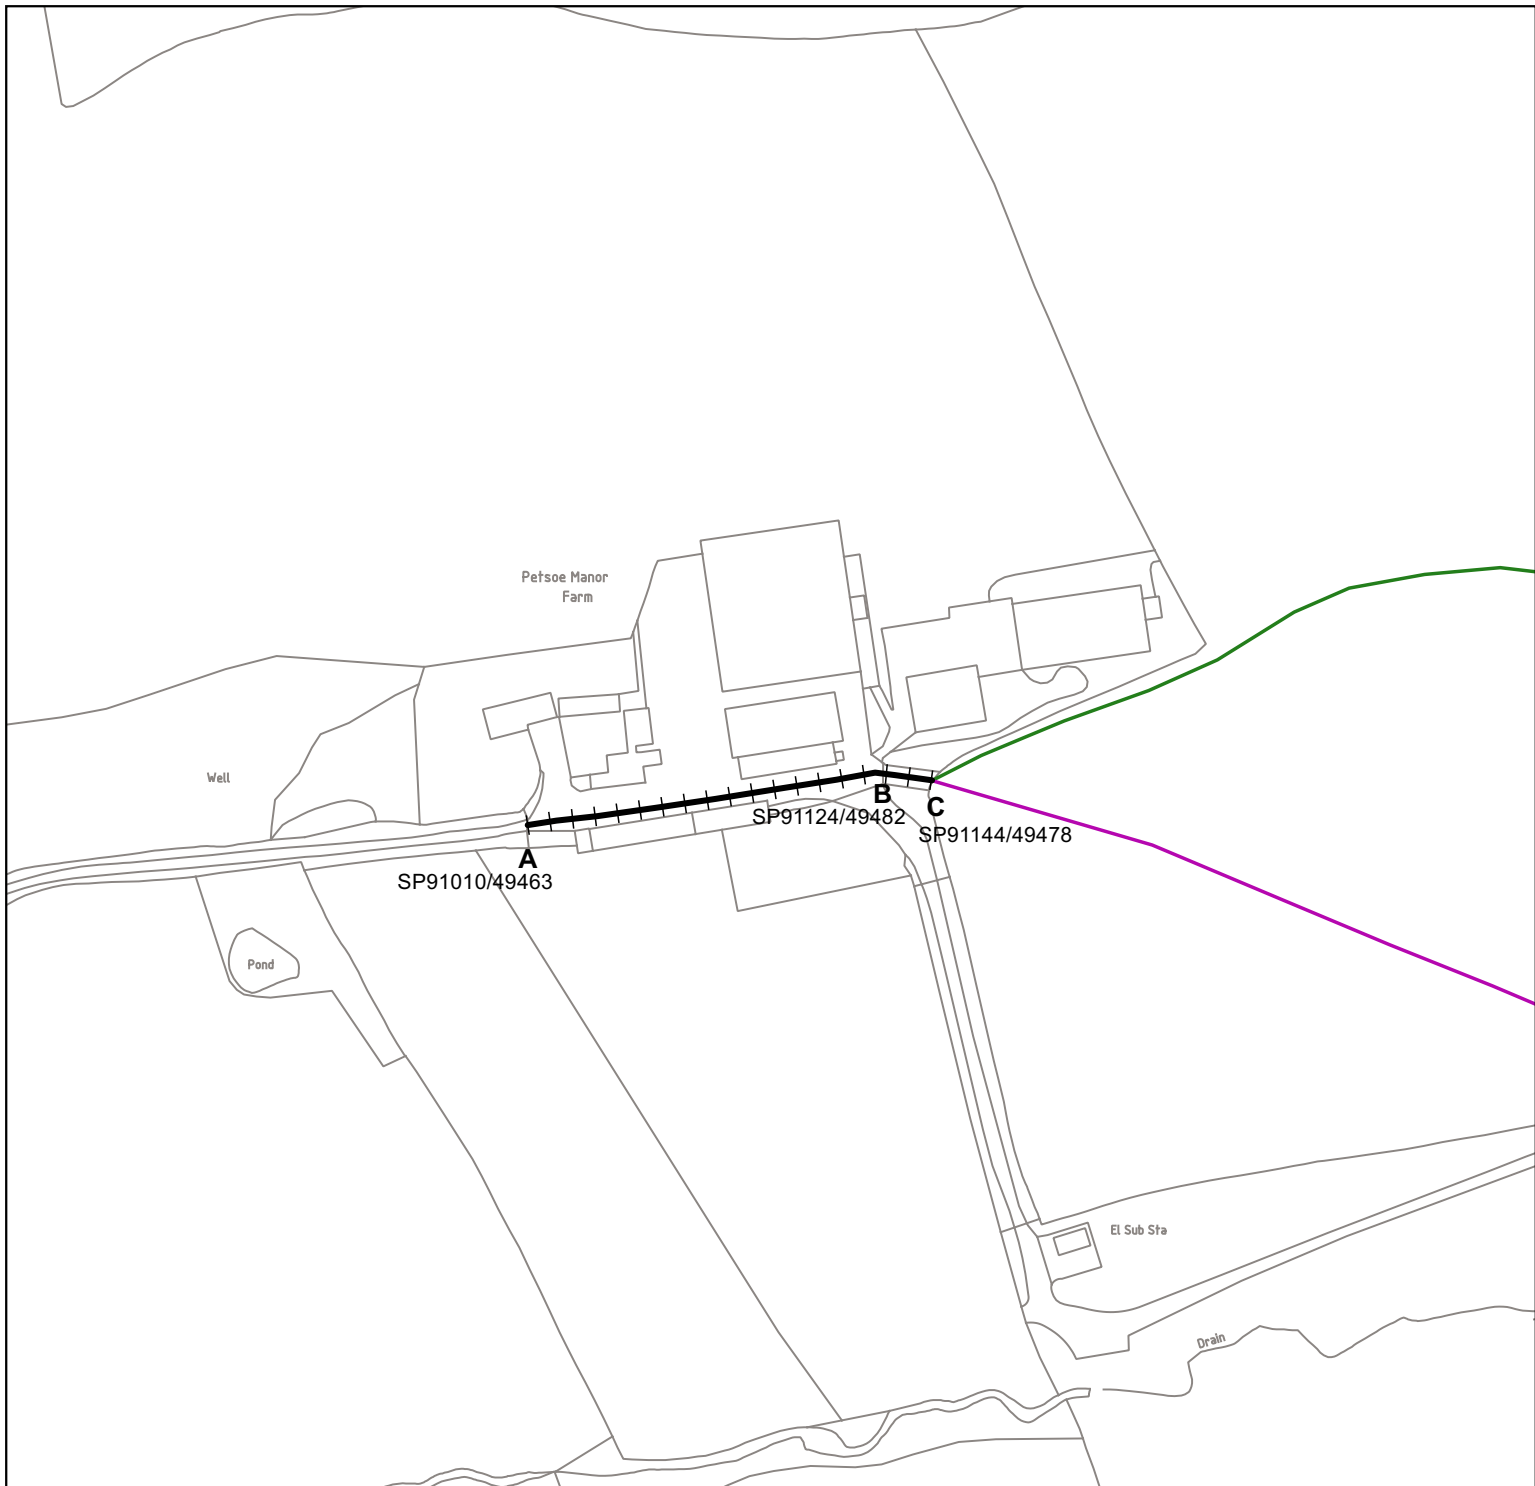 Petsoe Manor
Farm
Well
B
C
SP91124/49482
SP91144/49478
A
SP91010/49463
Pond
El Sub Sta
Drain